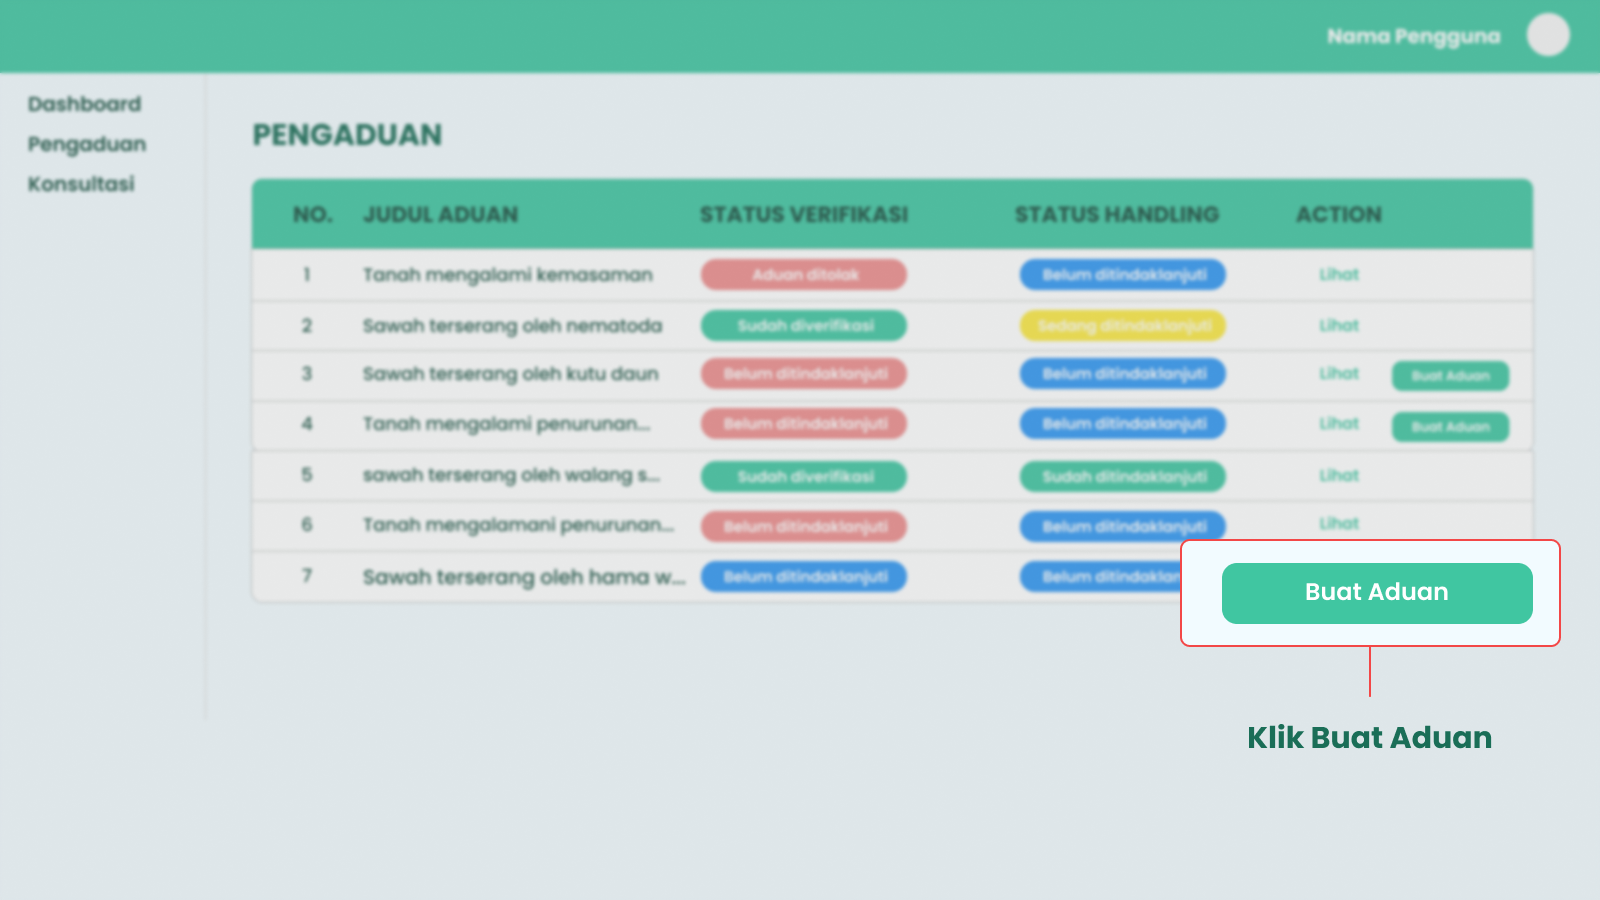 Nama Pengguna
Dashboard
Pengaduan
Konsultasi
PENGADUAN
NO. JUDUL ADUAN STATUS VERIFIKASI STATUS HANDLING ACTION
1 Tanah mengalami kemasaman Aduan ditolak Belum ditindaklanjuti Lihat
2 Sawah terserang oleh nematoda Sudah diverifikasi Sedang ditindaklanjuti Lihat
3 Sawah terserang oleh kutu daun Belum ditindaklanjuti Belum ditindaklanjuti Lihat Buat Aduan
4 Tanah mengalami penurunan... Belum ditindaklanjuti Belum ditindaklanjuti Lihat Buat Aduan
5 sawah terserang oleh walang s... Sudah diverifikasi Sudah ditindaklanjuti Lihat
6 Tanah mengalamani penurunan... Belum ditindaklanjuti Belum ditindaklanjuti Lihat
7 Sawah terserang oleh hama w... Belum ditindaklanjuti Belum ditindaklan
Buat Aduan
Klik Buat Aduan